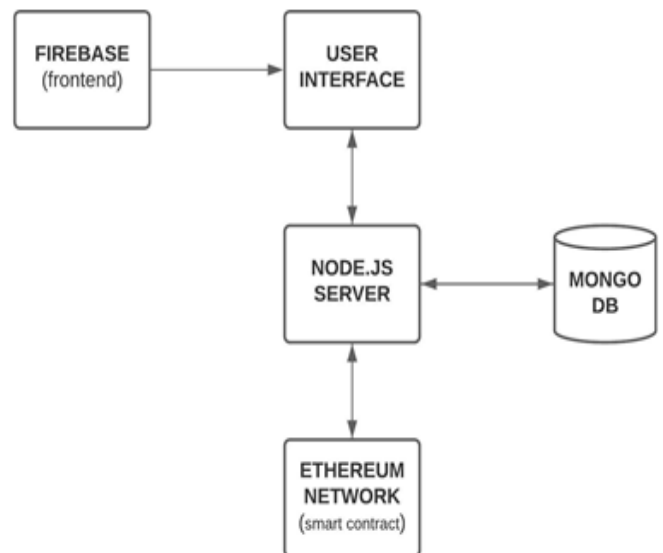 FIREBASE
(frontend)
USER
INTERFACE
NODE.JS
SERVER
MONGO
DB
ETHEREUM
NETWORK
(smart contract)